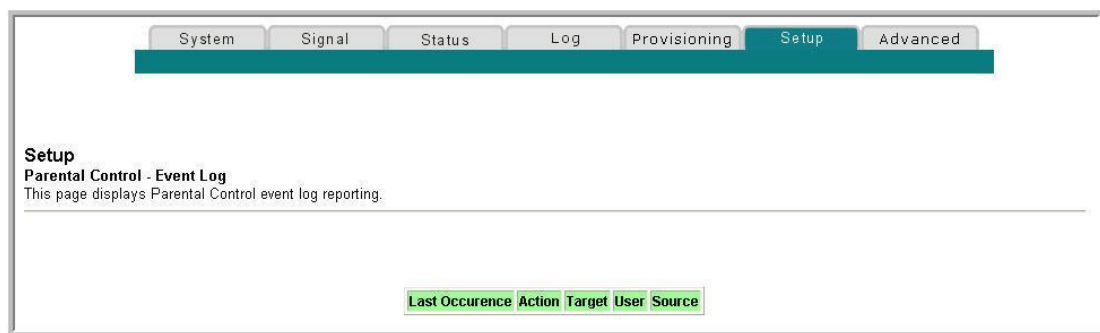 System Signal Status Log Provisioning Setup Advanced
Setup
Parental Control - Event Log
This page displays Parental Control event log reporting.
Last Occurence Action Target User Source